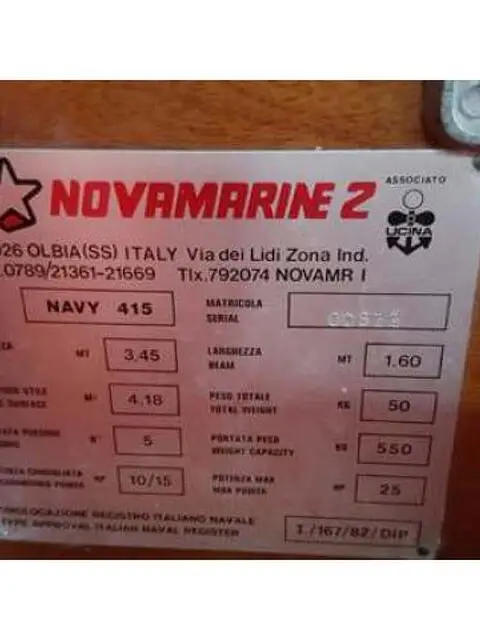 NOVAMARINE 2
ASSOCIATO
UCINA
026 OLBIA(SS) ITALY Via dei Lidi Zona Ind.
.0789/21361-21669 Tlx.792074 NOVAMR I
NAVY 415
MATRICOLA
SERIAL
MT 3,45
LARGHEZZA
BEAM
MT 1.60
SURFACE
M² 4,18
PESO TOTALE
TOTAL WEIGHT
KG 50
N° 5
PORTATA PESO
WEIGHT CAPACITY
KG 550
HP 10/15
POTENZA MAX
MAX POWER
HP 25
OMOLOGAZIONE REGISTRO ITALIANO NAVALE
TYPE APPROVAL ITALIAN NAVAL REGISTER
I./167/82/DIP